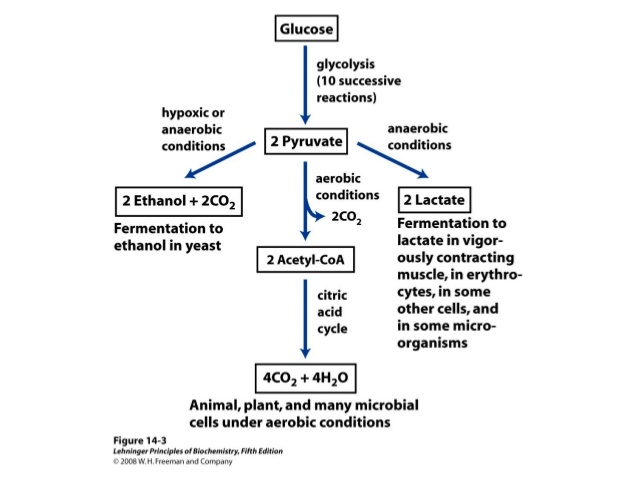 Glucose
glycolysis
(10 successive
reactions)
hypoxic or
anaerobic
conditions
2 Pyruvate
anaerobic
conditions
aerobic
conditions
2CO₂
2 Ethanol + 2CO₂
Fermentation to
ethanol in yeast
2 Lactate
Fermentation to
lactate in vigor-
ously contracting
muscle, in erythro-
cytes, in some
other cells, and
in some micro-
organisms
2 Acetyl-CoA
citric
acid
cycle
4CO₂ + 4H₂O
Animal, plant, and many microbial
cells under aerobic conditions
Figure 14-3
Lehninger Principles of Biochemistry, Fifth Edition
© 2008 W. H. Freeman and Company